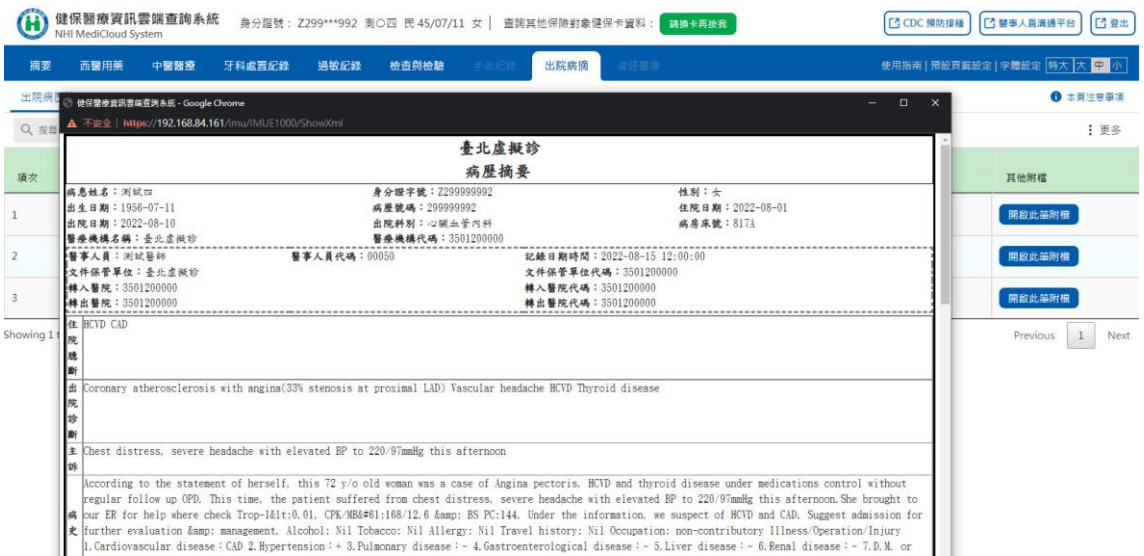 健保醫療資訊雲端查詢系統
NHI MediCloud System
身分證號：Z299***992 測○四 民 45/07/11 女 | 查詢其他保險對象健保卡資料：
請換卡再按我
CDC 預防接種
醫事人員溝通平台
登出
摘要 西醫用藥 中醫醫療 牙科處置紀錄 過敏紀錄 檢查與檢驗 手術紀錄 出院病摘 復健醫療
使用指南 | 預設頁籤設定 | 字體設定 特大 大 中 小
出院病
本頁注意事項
搜尋
更多
項次
其他附檔
1
開啟此筆附檔
2
開啟此筆附檔
3
開啟此筆附檔
Showing 1 t
Previous 1 Next
健保醫療資訊雲端查詢系統 - Google Chrome
不安全 | https://192.168.84.161/imu/IMUE1000/ShowXml
臺北虛擬診
病歷摘要
病患姓名：測試四 身分證字號：Z299999992 性別：女
出生日期：1956-07-11 病歷號碼：299999992 住院日期：2022-08-01
出院日期：2022-08-10 出院科別：心臟血管內科 病房床號：817A
醫療機構名稱：臺北虛擬診 醫療機構代碼：3501200000
醫事人員：測試醫師 醫事人員代碼：00050 記錄日期時間：2022-08-15 12:00:00
文件保管單位：臺北虛擬診 文件保管單位代碼：3501200000
轉入醫院：3501200000 轉入醫院代碼：3501200000
轉出醫院：3501200000 轉出醫院代碼：3501200000
住院臆斷
HCVD CAD
出院診斷
Coronary atherosclerosis with angina(33% stenosis at proximal LAD) Vascular headache HCVD Thyroid disease
主訴
Chest distress, severe headache with elevated BP to 220/97mmHg this afternoon
病史
According to the statement of herself, this 72 y/o old woman was a case of Angina pectoris, HCVD and thyroid disease under medications control without
regular follow up OPD. This time, the patient suffered from chest distress, severe headache with elevated BP to 220/97mmHg this afternoon.She brought to
our ER for help where check Trop-I&lt;0.01, CPK/MB&#61;168/12.6 &amp; BS PC:144. Under the information, we suspect of HCVD and CAD. Suggest admission for
further evaluation &amp; management. Alcohol: Nil Tobacco: Nil Allergy: Nil Travel history: Nil Occupation: non-contributory Illness/Operation/Injury
1.Cardiovascular disease：CAD 2.Hypertension：+ 3.Pulmonary disease：- 4.Gastroenterological disease：- 5.Liver disease：- 6.Renal disease：- 7.D.M. or